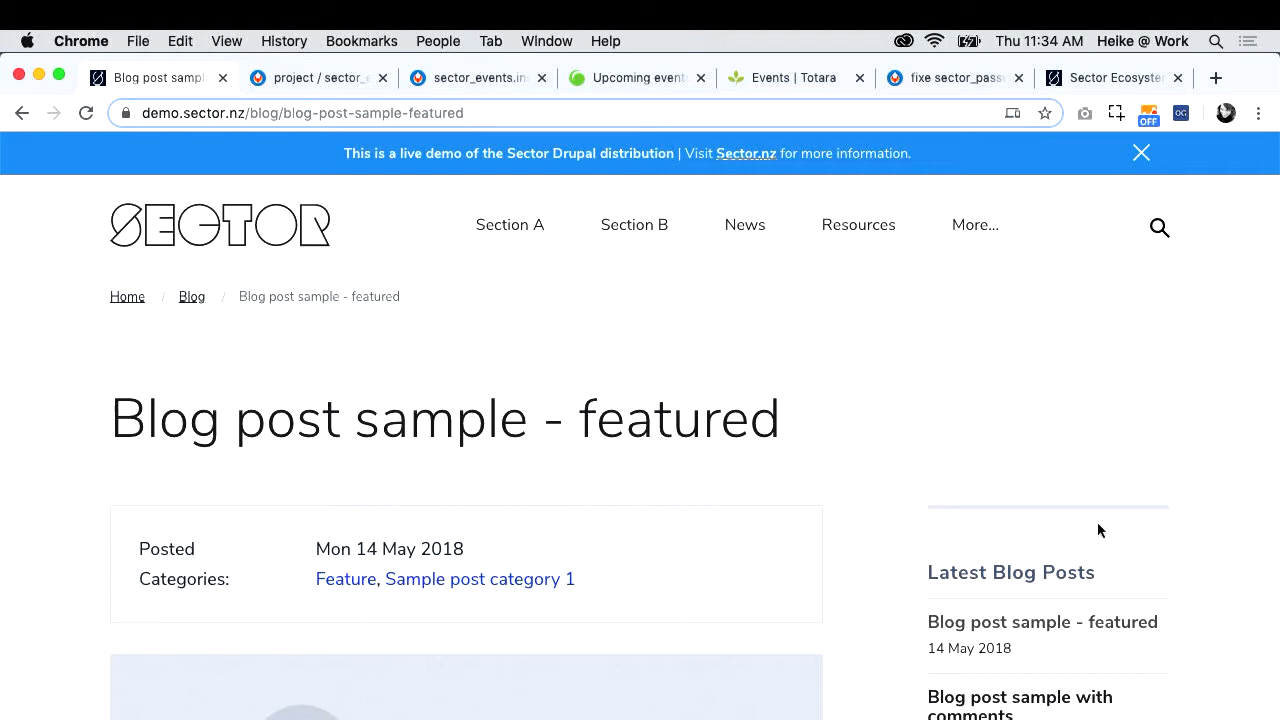 Chrome File Edit View History Bookmarks People Tab Window Help Thu 11:34 AM Heike @ Work
Blog post sampl project / sector_e sector_events.in Upcoming event Events | Totara fixe sector_pass Sector Ecosyste
demo.sector.nz/blog/blog-post-sample-featured OFF OG
This is a live demo of the Sector Drupal distribution | Visit Sector.nz for more information.
SECTOR Section A Section B News Resources More...
Home / Blog / Blog post sample - featured
Blog post sample - featured
Posted Mon 14 May 2018
Categories: Feature, Sample post category 1
Latest Blog Posts
Blog post sample - featured
14 May 2018
Blog post sample with
comments